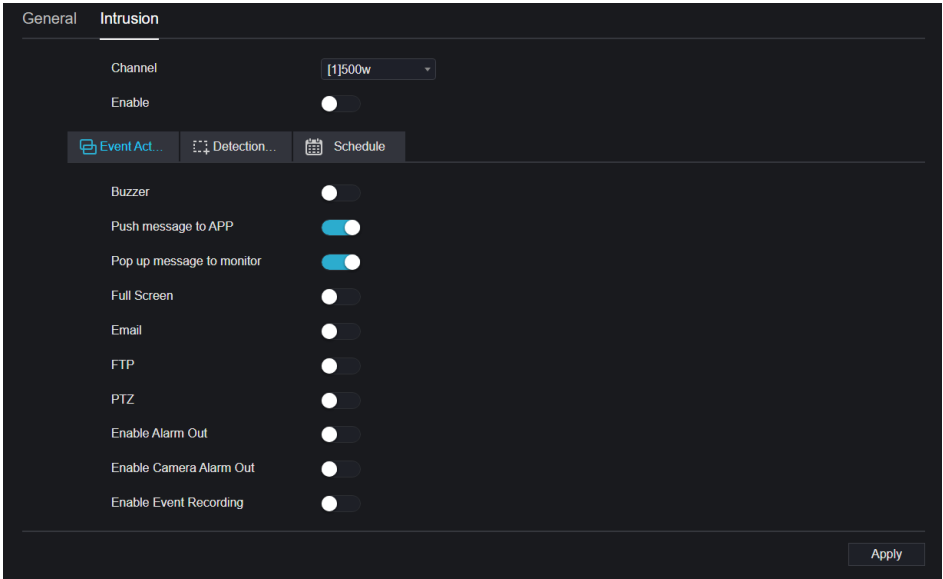 General Intrusion
Channel [1]500w
Enable
Event Act... Detection... Schedule
Buzzer
Push message to APP
Pop up message to monitor
Full Screen
Email
FTP
PTZ
Enable Alarm Out
Enable Camera Alarm Out
Enable Event Recording
Apply